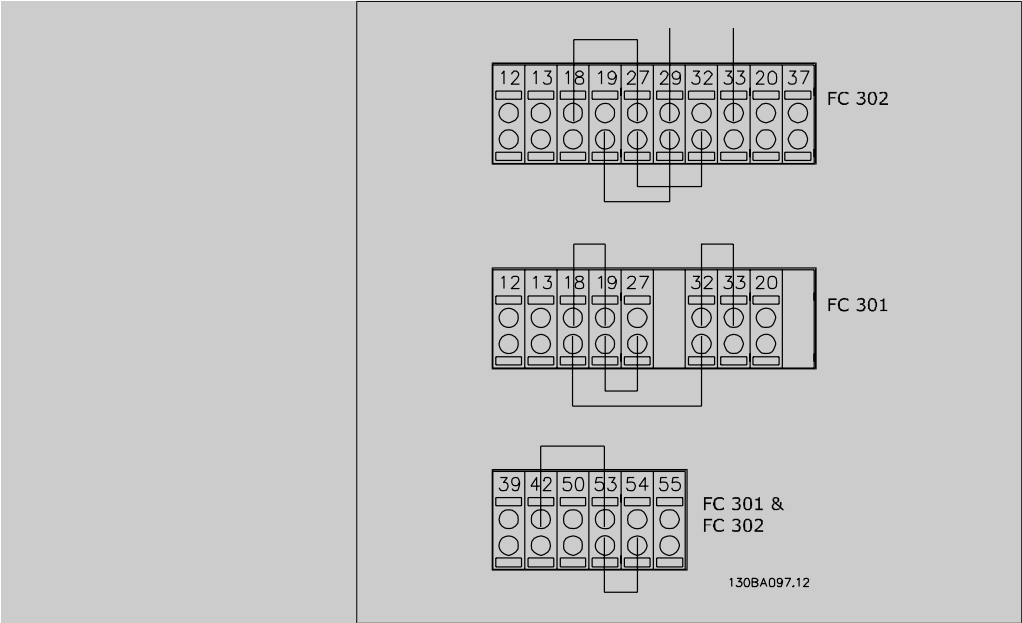 12 13 18 19 27 29 32 33 20 37
FC 302
12 13 18 19 27 32 33 20
FC 301
39 42 50 53 54 55
FC 301 &
FC 302
130BA097.12